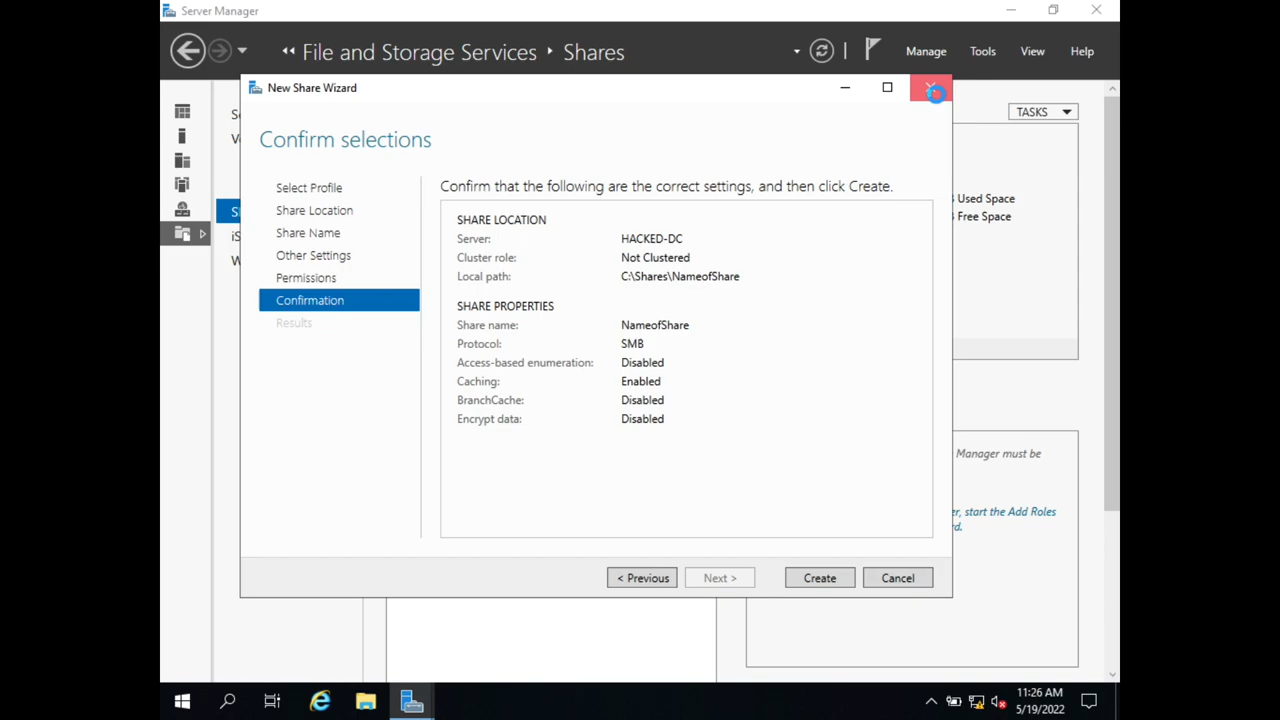 Server Manager
File and Storage Services
Shares
Manage
Tools
View
Help
New Share Wizard
TASKS
Confirm selections
Select Profile
Share Location
Share Name
Other Settings
Permissions
Confirmation
Results
Confirm that the following are the correct settings, and then click Create.
SHARE LOCATION
Server: HACKED-DC
Cluster role: Not Clustered
Local path: C:\Shares\NameofShare
SHARE PROPERTIES
Share name: NameofShare
Protocol: SMB
Access-based enumeration: Disabled
Caching: Enabled
BranchCache: Disabled
Encrypt data: Disabled
Used Space
Free Space
Manager must be
start the Add Roles
< Previous
Next >
Create
Cancel
11:26 AM
5/19/2022